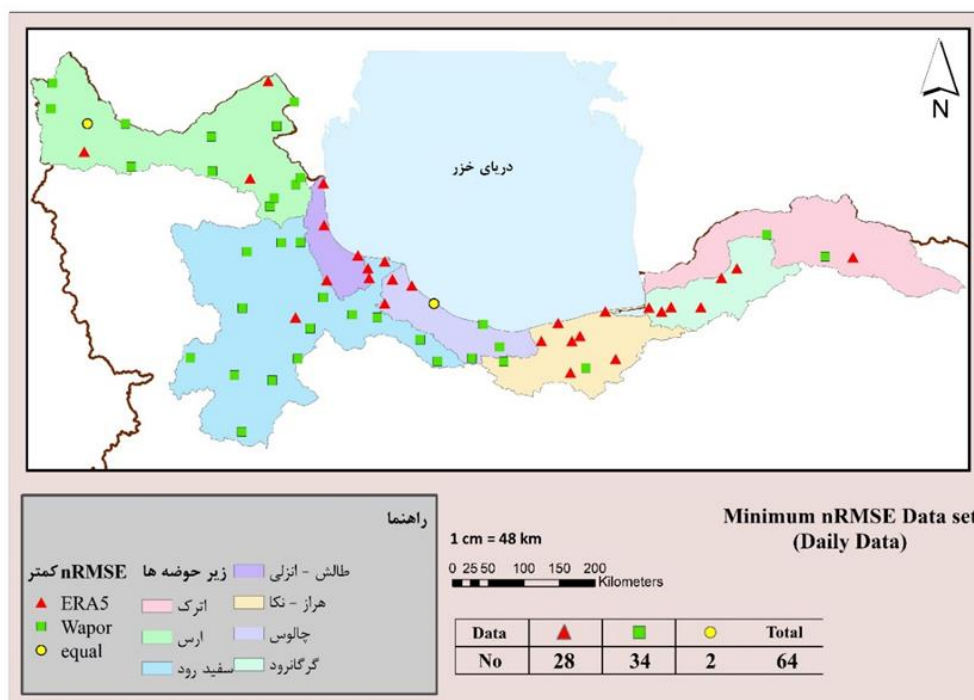 N
دریای خزر
راهنما
nRMSE کمتر
ERA5
Wapor
equal
زیر حوضه ها
اترک
ارس
سفید رود
طالش - انزلی
هراز - نکا
چالوس
گرگانرود
1 cm = 48 km
0 25 50 100 150 200
Kilometers
Minimum nRMSE Data set
(Daily Data)
Data Total
No 28 34 2 64